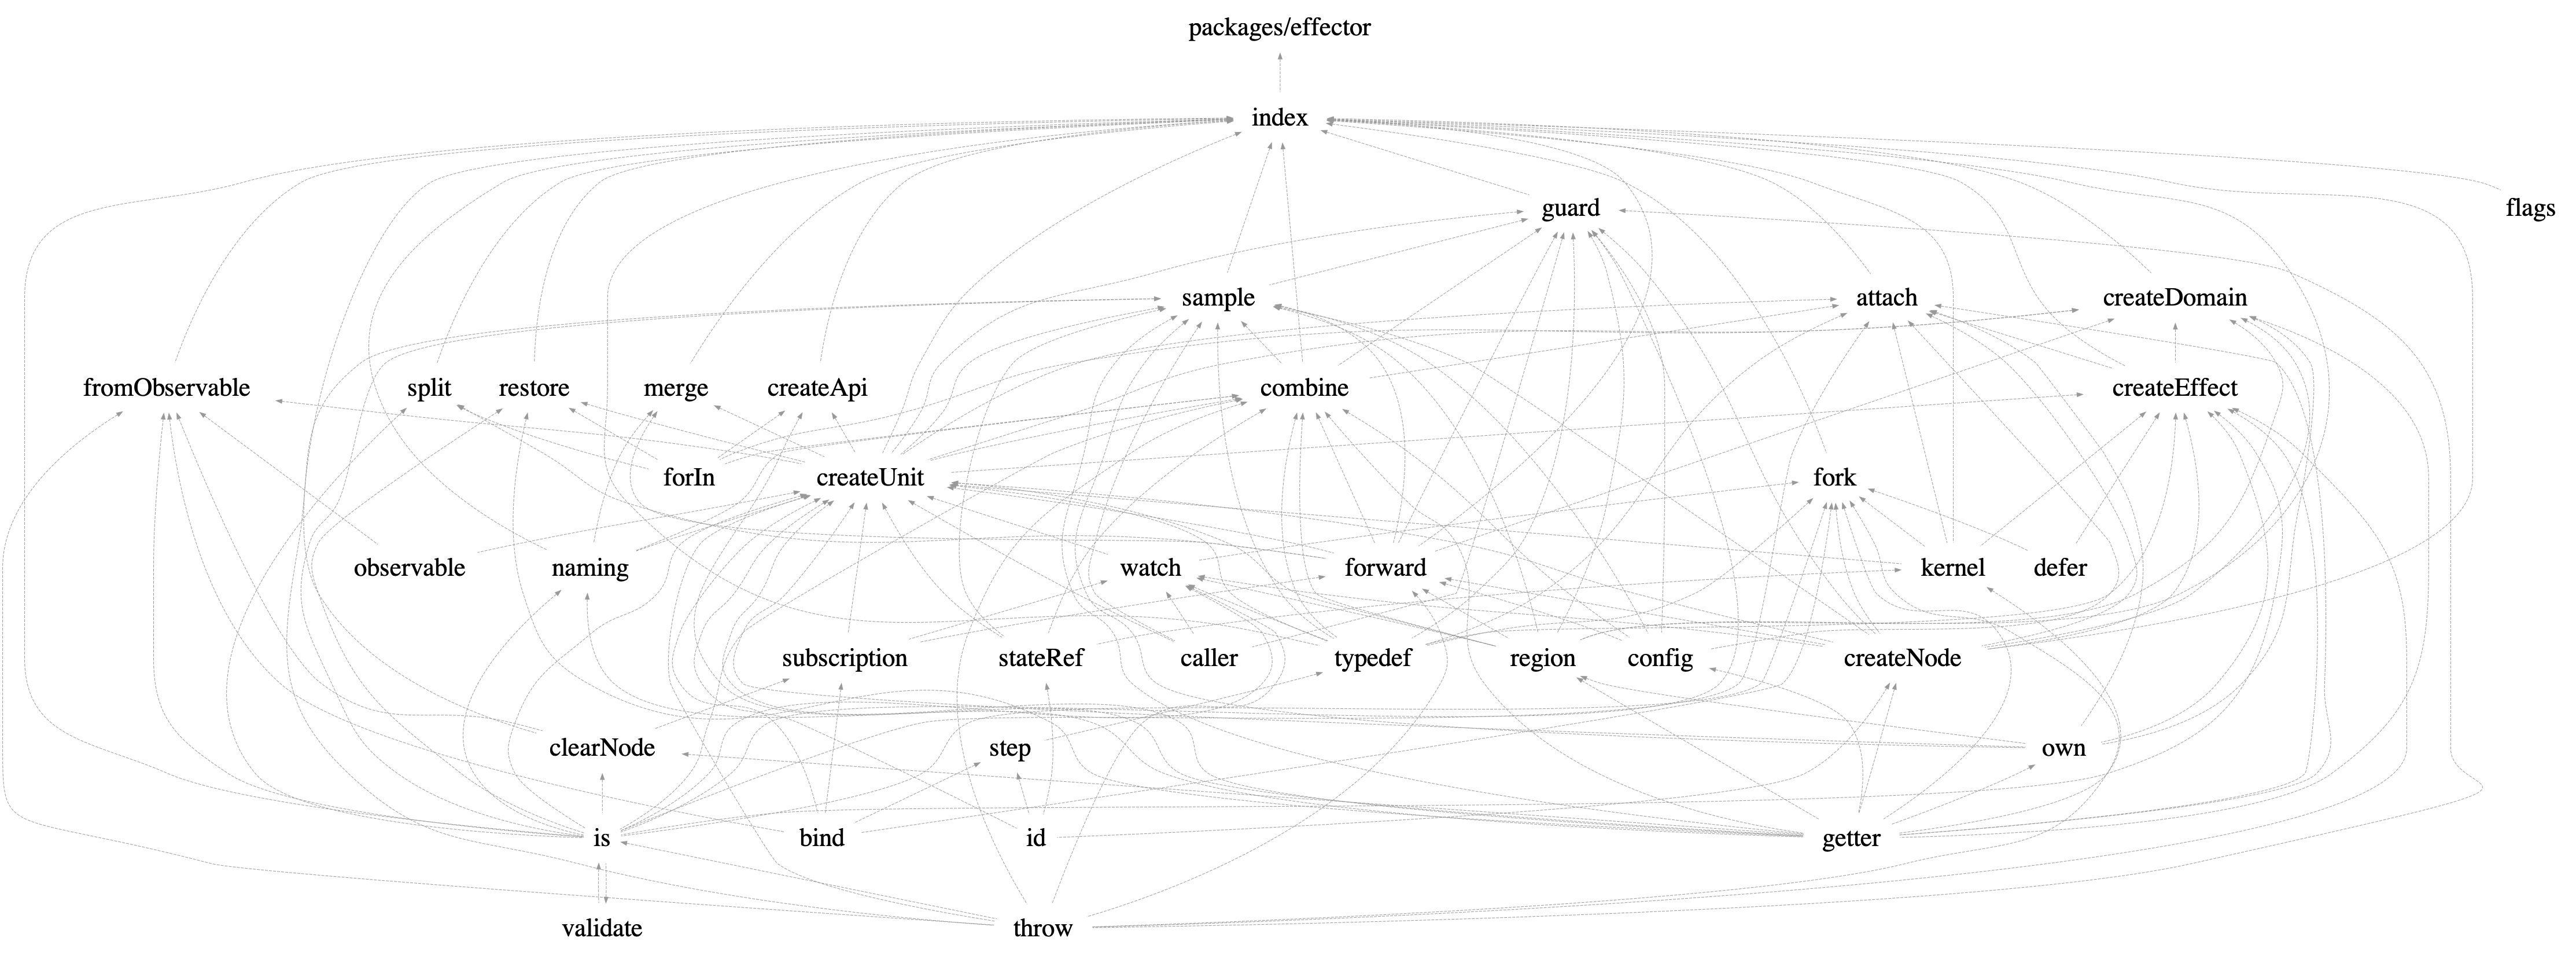 packages/effector
index
guard
flags
sample
attach
createDomain
fromObservable
split
restore
merge
createApi
combine
createEffect
forIn
createUnit
fork
observable
naming
watch
forward
kernel
defer
subscription
stateRef
caller
typedef
region
config
createNode
clearNode
step
own
is
bind
id
getter
validate
throw